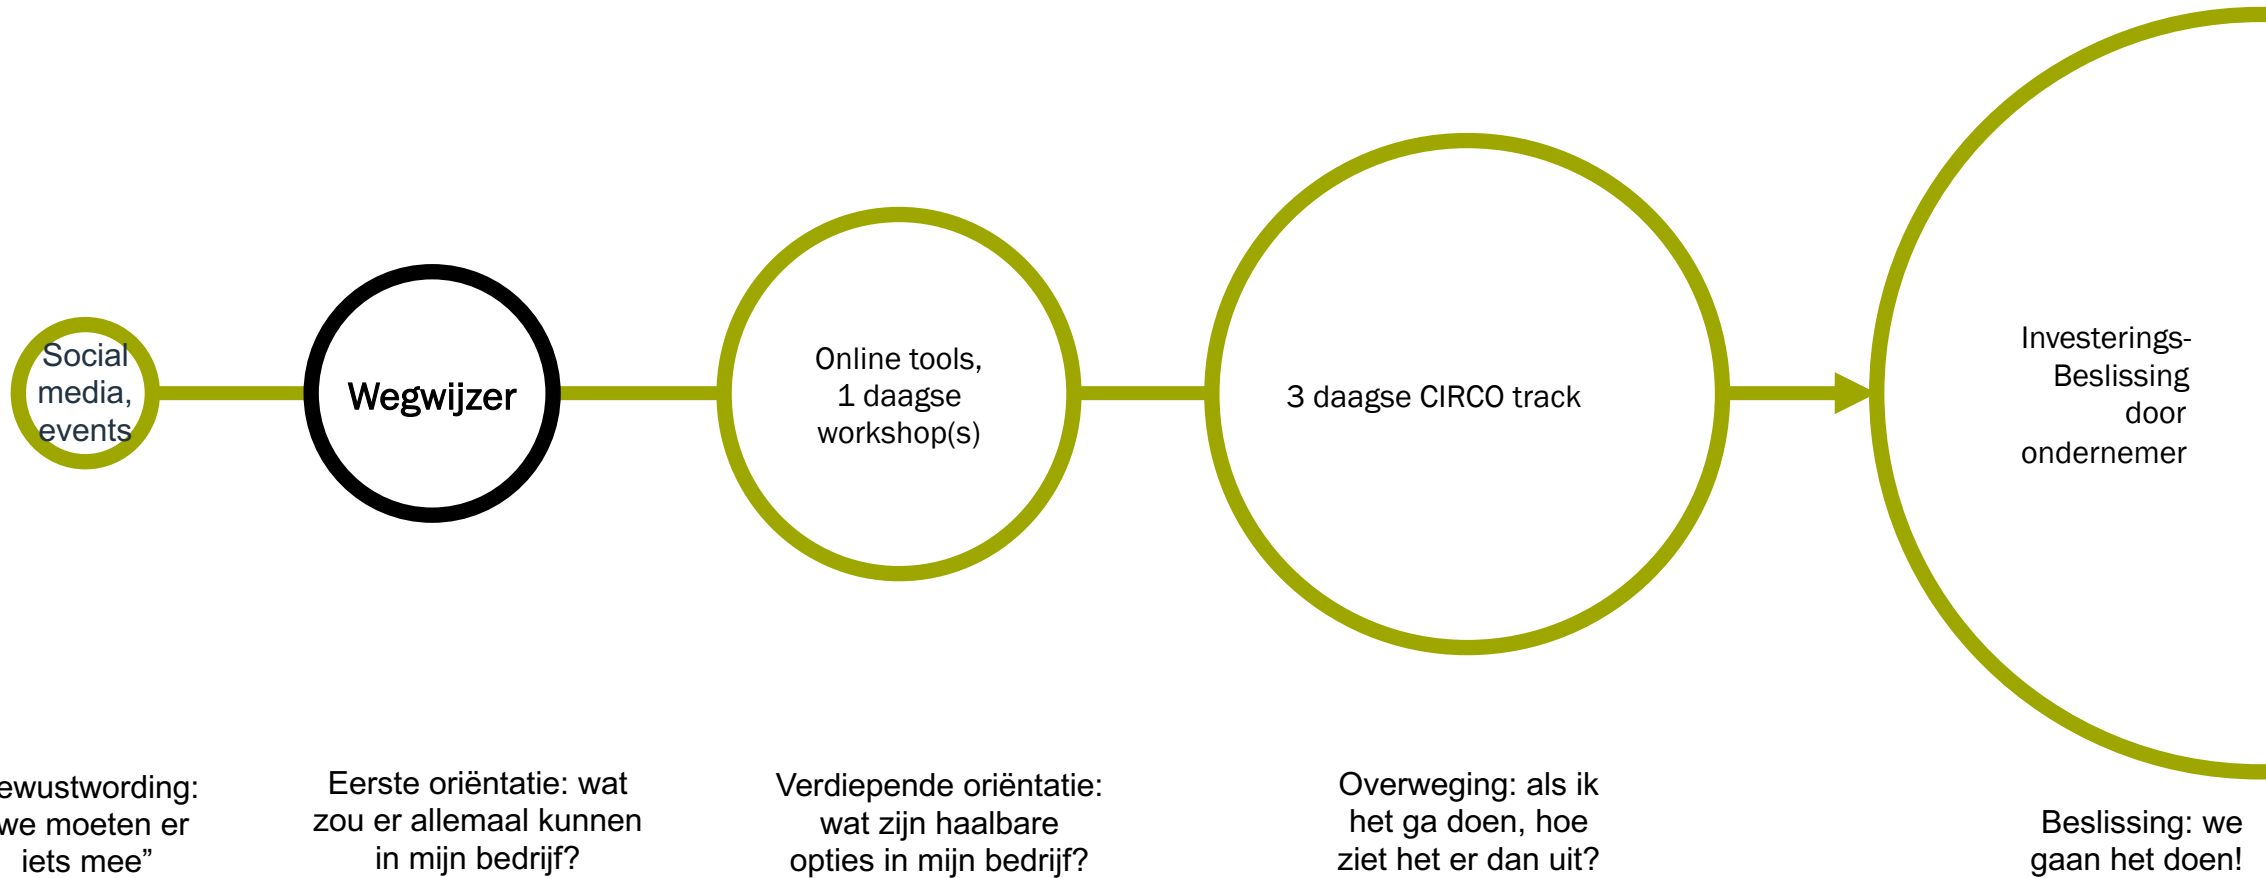 Social
media,
events
Wegwijzer
Online tools,
1 daagse
workshop(s)
3 daagse CIRCO track
Investerings-
Beslissing
door
ondernemer
ewustwording:
we moeten er
iets mee”
Eerste oriëntatie: wat
zou er allemaal kunnen
in mijn bedrijf?
Verdiepende oriëntatie:
wat zijn haalbare
opties in mijn bedrijf?
Overweging: als ik
het ga doen, hoe
ziet het er dan uit?
Beslissing: we
gaan het doen!